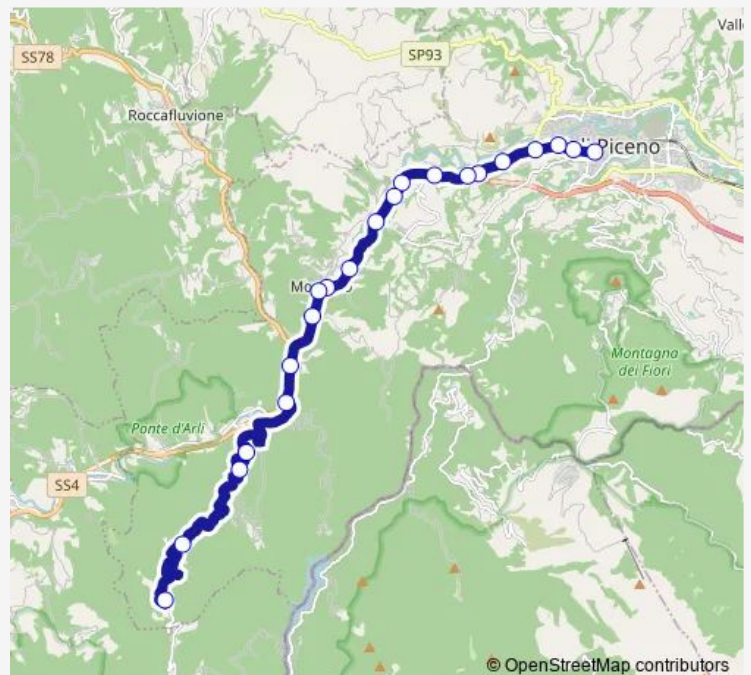 Vall
SS78
SP93
Roccafluvione
Piceno
Mo
Montagna
dei Fiori
Ponte d'Arli
SS4
© OpenStreetMap contributors